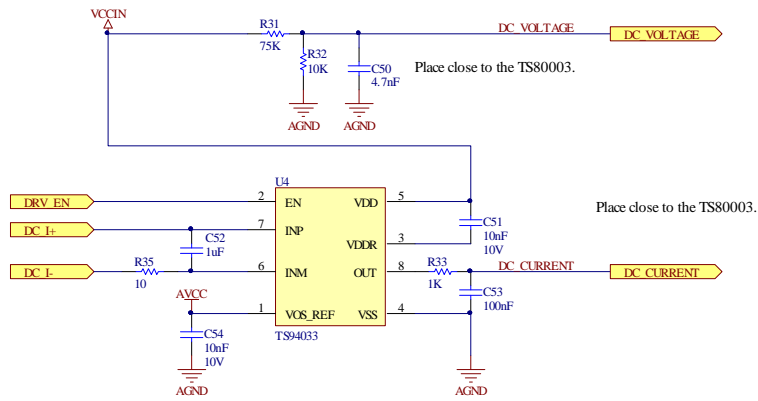 VCCIN
R31
75K
R32
10K
C50
4.7nF
AGND
AGND
DC_VOLTAGE
DC_VOLTAGE
Place close to the TS80003.
U4
DRV_EN
2
EN
VDD
5
DC_I+
7
INP
C52
1uF
VDDR
3
C51
10nF
10V
Place close to the TS80003.
DC_I-
R35
10
6
INM
OUT
8
R33
1K
DC_CURRENT
DC_CURRENT
C53
100nF
AVCC
1
VOS_REF
VSS
4
C54
10nF
10V
TS94033
AGND
AGND